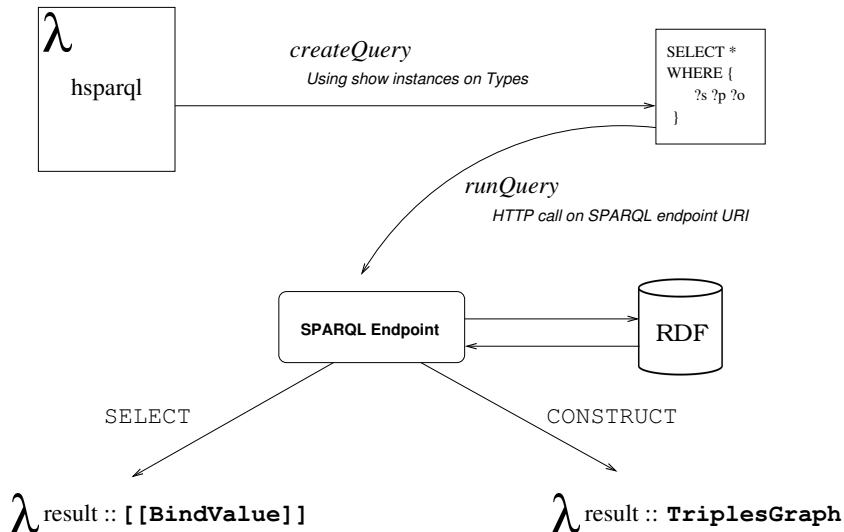 λ
hsparql
createQuery
Using show instances on Types
SELECT *
WHERE {
?s ?p ?o
}
runQuery
HTTP call on SPARQL endpoint URI
SPARQL Endpoint
RDF
SELECT
CONSTRUCT
λ result :: [[BindValue]]
λ result :: TriplesGraph